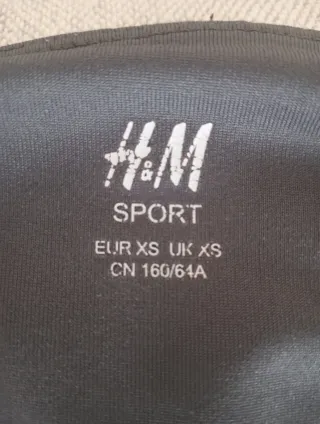 H&M
SPORT
EUR XS UK XS
CN 160/64A